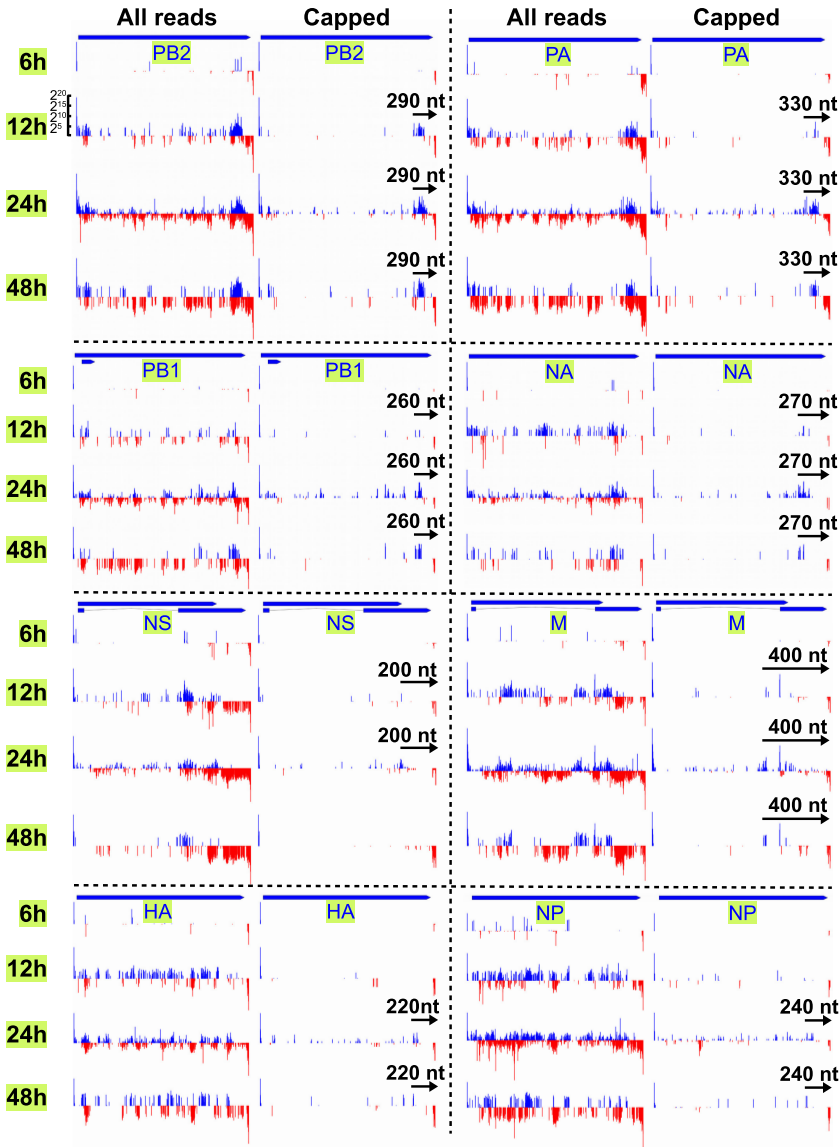 All reads Capped All reads Capped
6h PB2 PB2 PA PA
2^20
2^15
2^10
2^5
12h 290 nt 330 nt
24h 290 nt 330 nt
48h 290 nt 330 nt
6h PB1 PB1 NA NA
12h 260 nt 270 nt
24h 260 nt 270 nt
48h 260 nt 270 nt
6h NS NS M M
12h 200 nt 400 nt
24h 200 nt 400 nt
48h 400 nt
6h HA HA NP NP
12h
24h 220nt 240 nt
48h 220 nt 240 nt